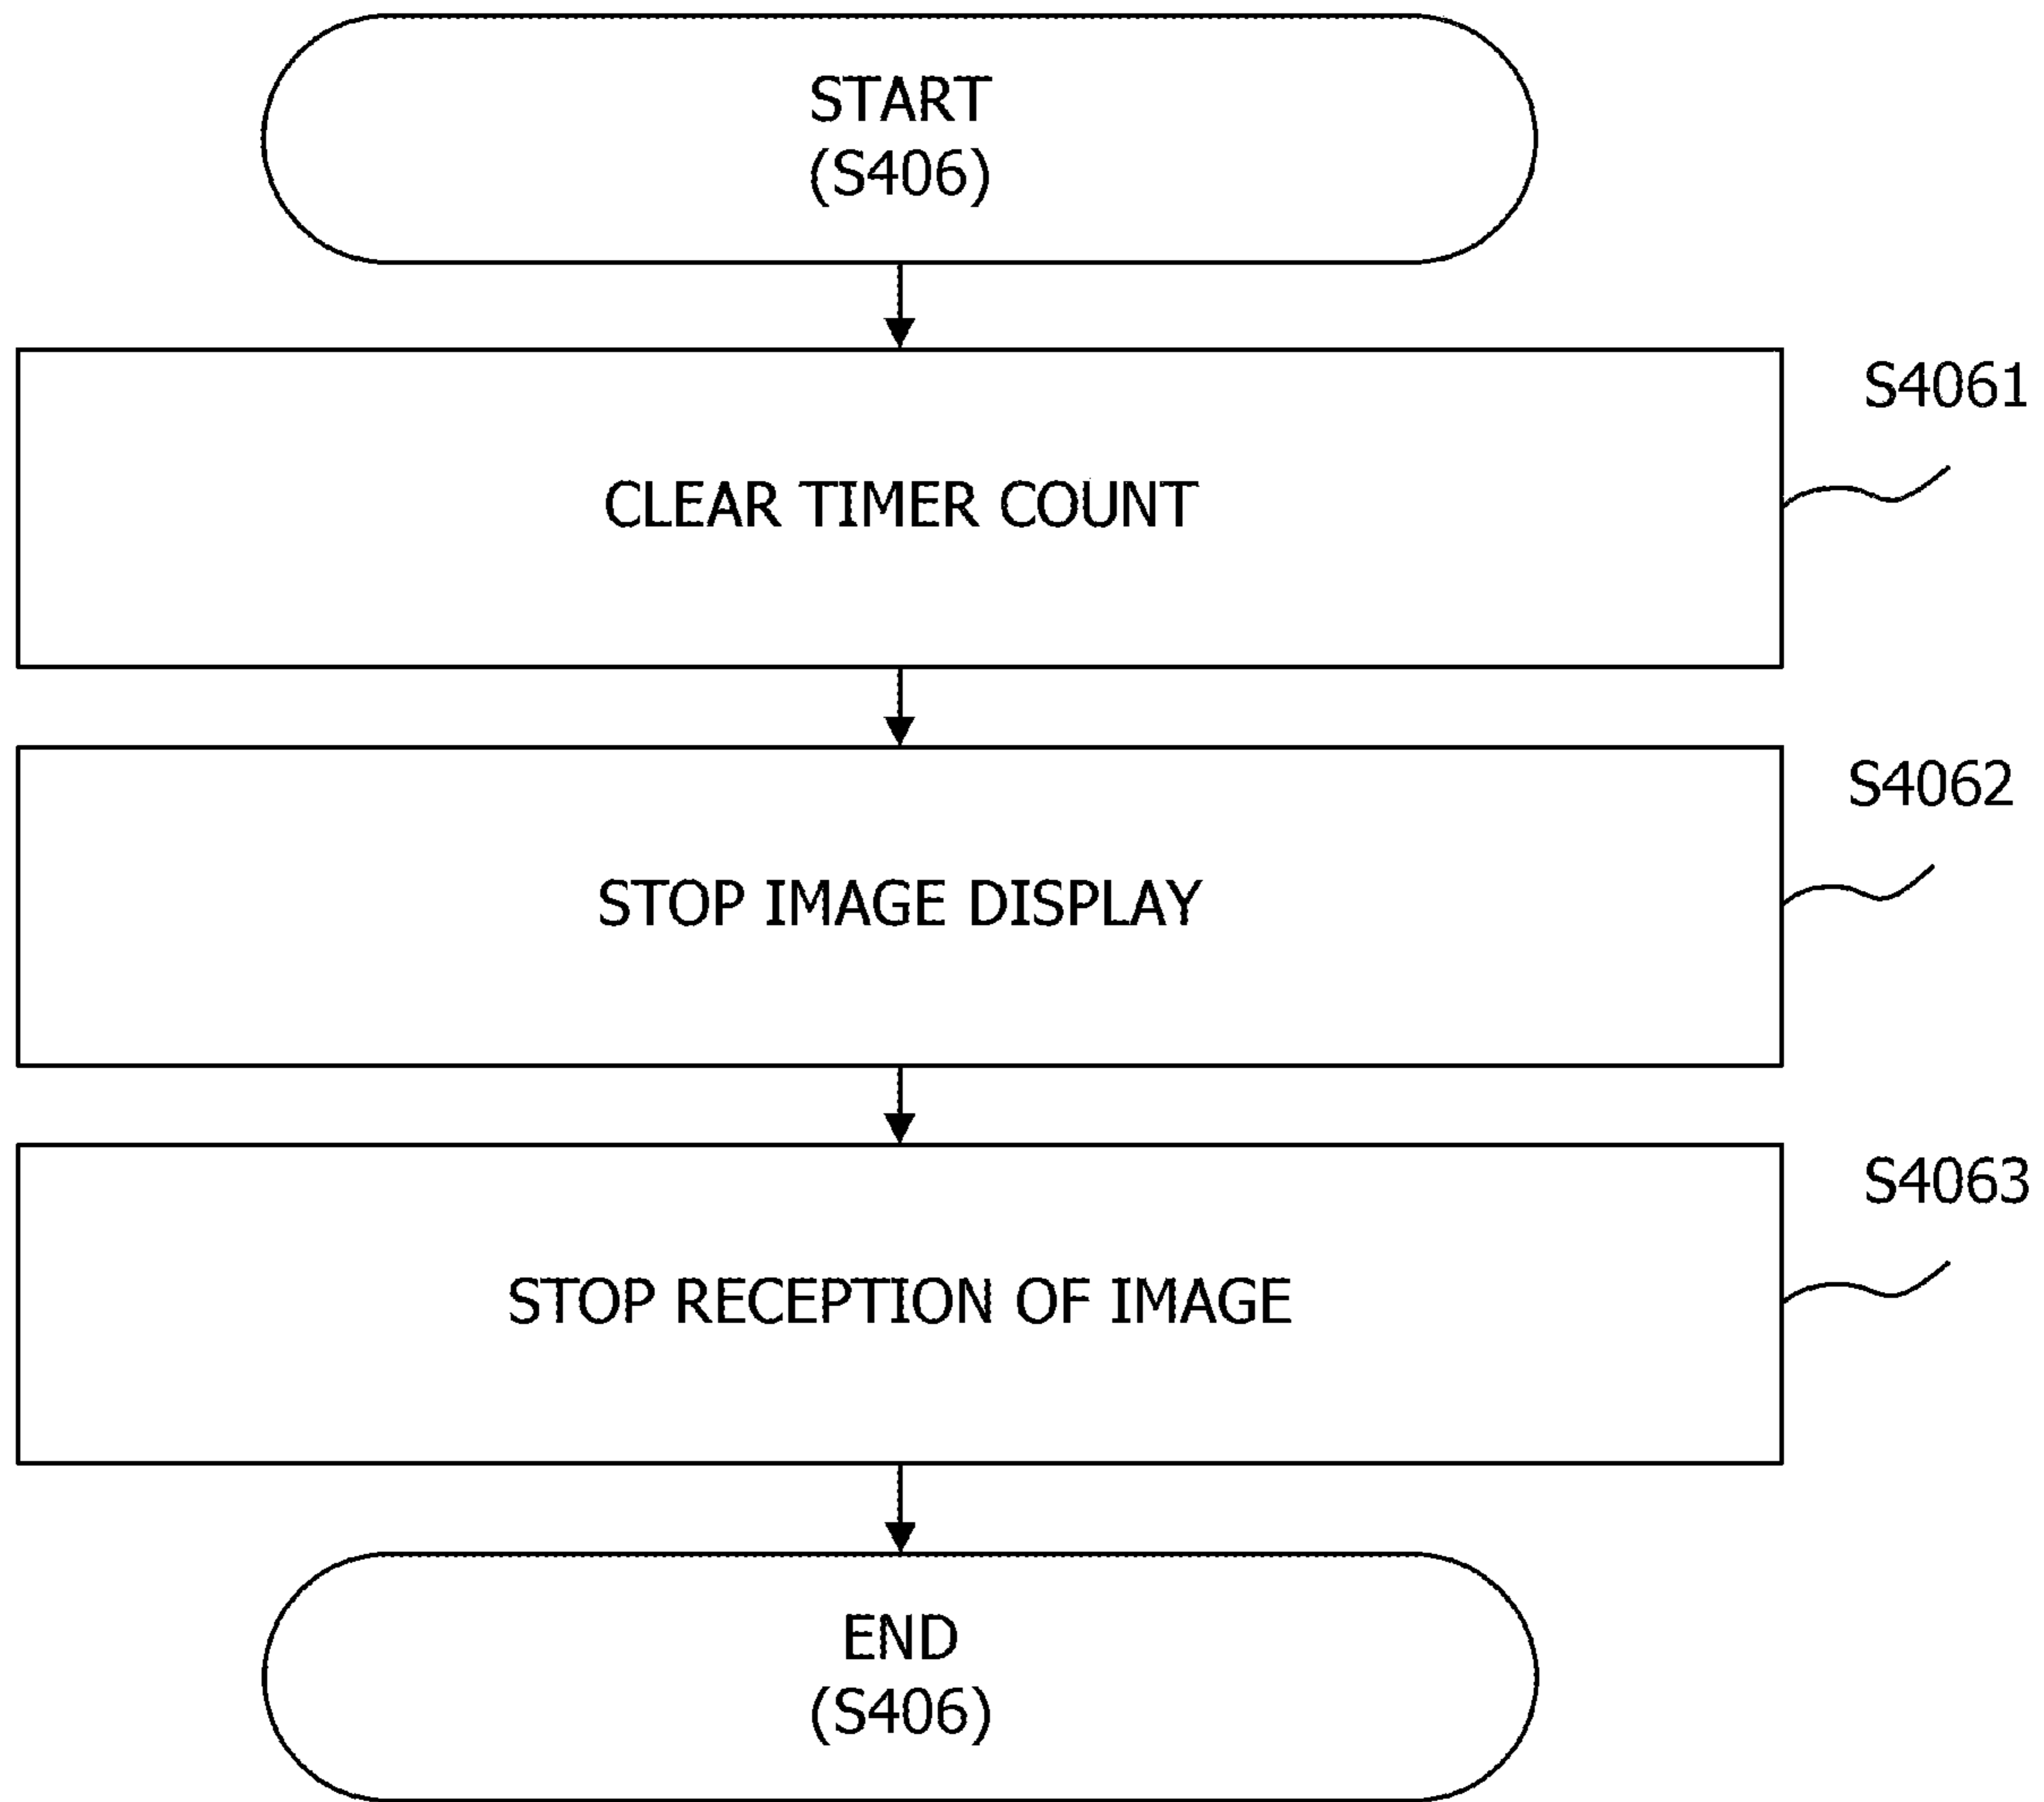 START
(S406)
CLEAR TIMER COUNT
S4061
STOP IMAGE DISPLAY
S4062
STOP RECEPTION OF IMAGE
S4063
END
(S406)